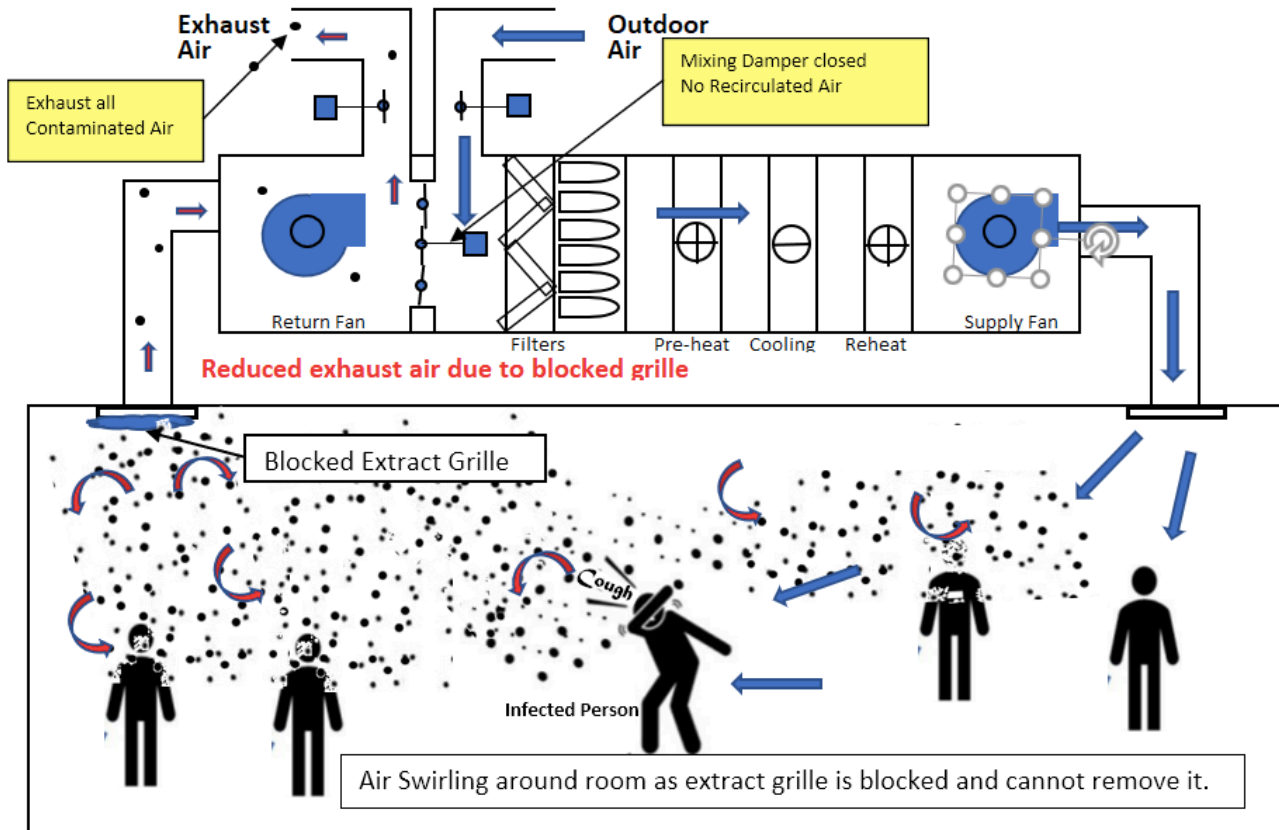 Exhaust
Air
Outdoor
Air
Mixing Damper closed
No Recirculated Air
Exhaust all
Contaminated Air
Return Fan
Supply Fan
Filters
Pre-heat
Cooling
Reheat
Reduced exhaust air due to blocked grille
Blocked Extract Grille
Cough
Infected Person
Air Swirling around room as extract grille is blocked and cannot remove it.